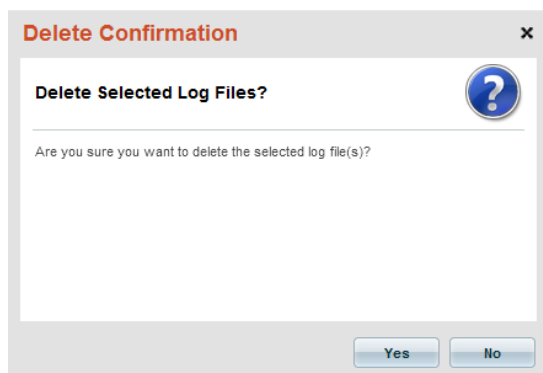 Delete Confirmation
Delete Selected Log Files?
Are you sure you want to delete the selected log file(s)?
Yes No